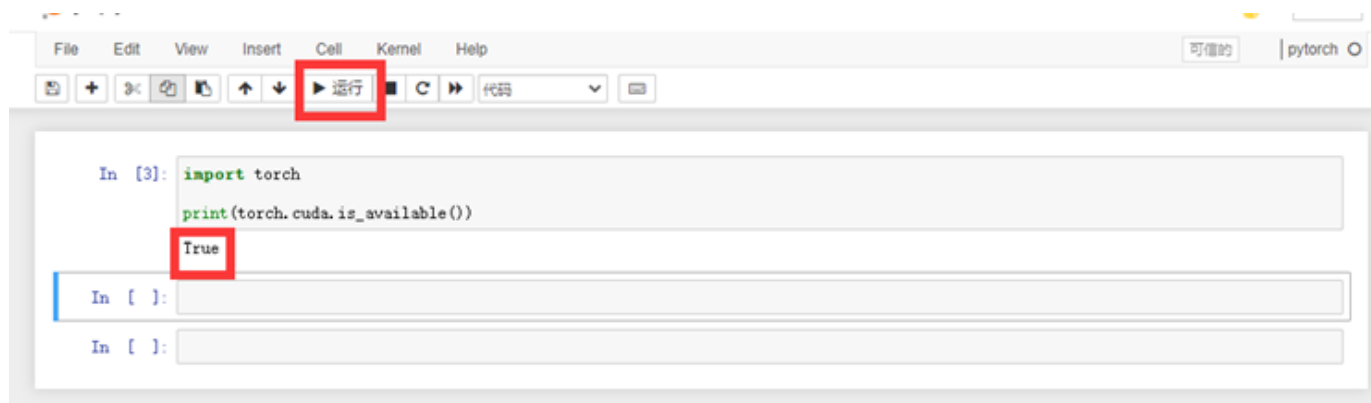 File Edit View Insert Cell Kernel Help 可信的 pytorch
运行 代码
In [3]: import torch
print(torch.cuda.is_available())
True
In [ ]:
In [ ]: